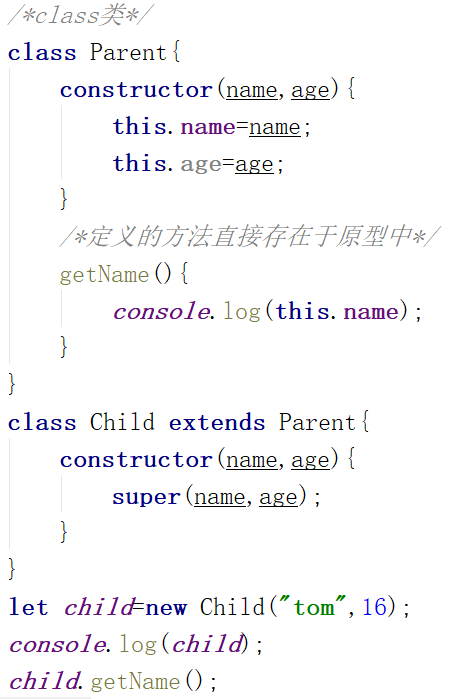 /*class类*/
class Parent{
    constructor(name,age){
        this.name=name;
        this.age=age;
    }
    /*定义的方法直接存在于原型中*/
    getName(){
        console.log(this.name);
    }
}
class Child extends Parent{
    constructor(name,age){
        super(name,age);
    }
}
let child=new Child("tom",16);
console.log(child);
child.getName();